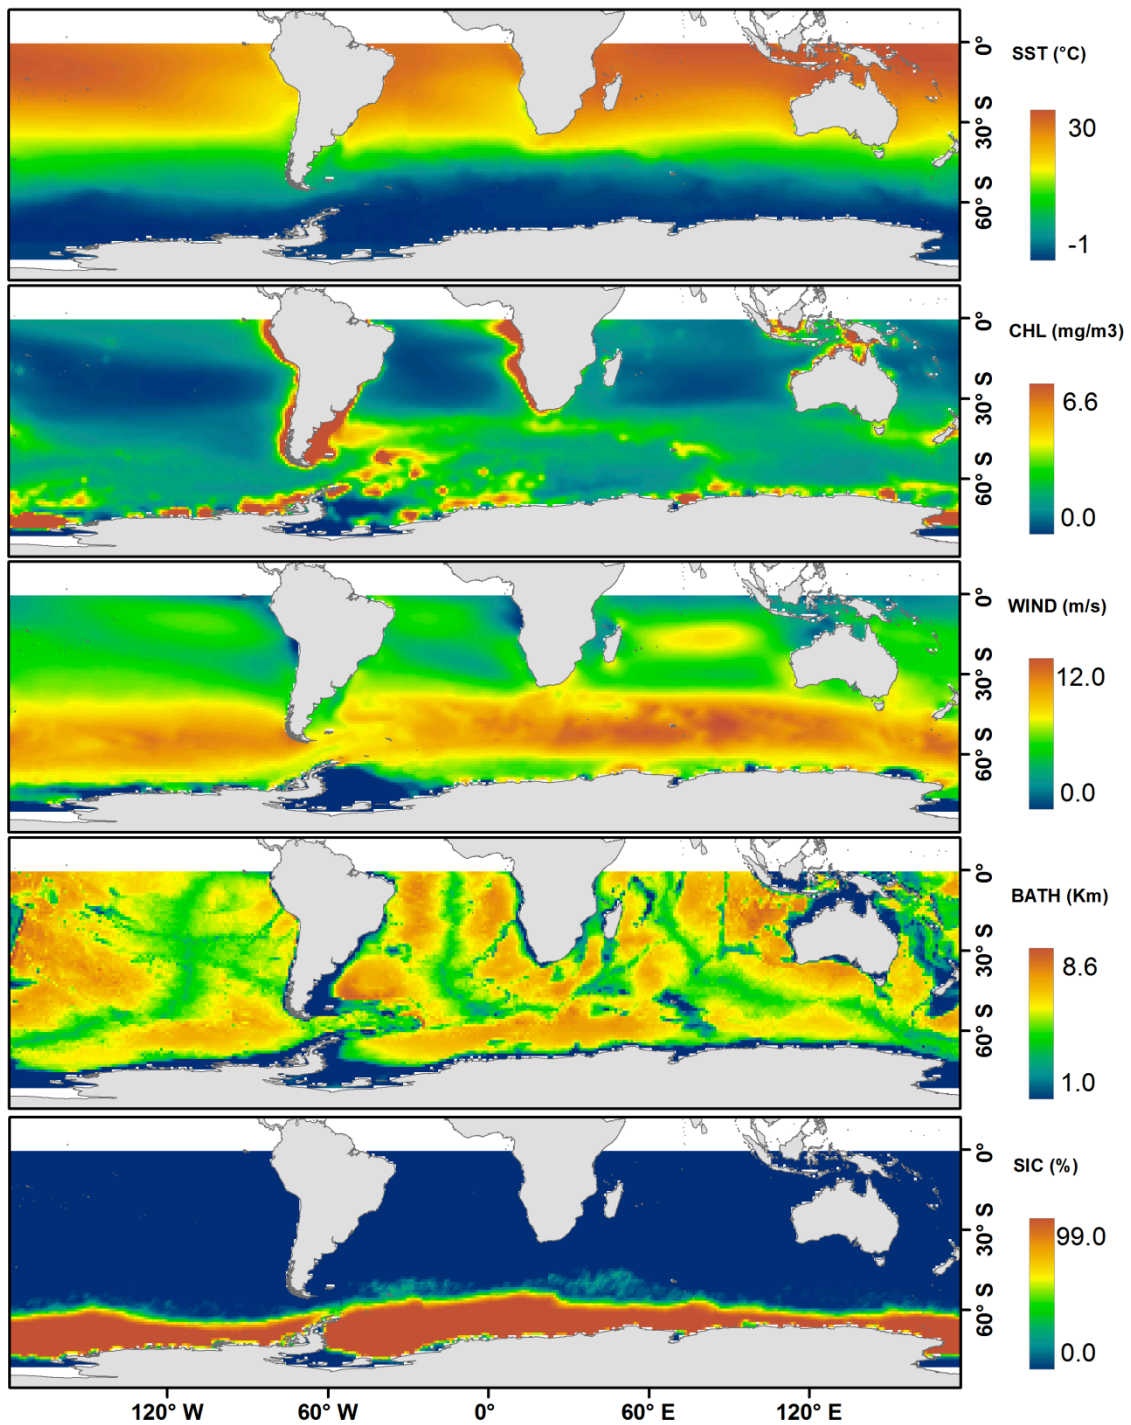 0°
30° S
60° S
SST (°C)
30
-1
0°
30° S
60° S
CHL (mg/m3)
6.6
0.0
0°
30° S
60° S
WIND (m/s)
12.0
0.0
0°
30° S
60° S
BATH (Km)
8.6
1.0
0°
30° S
60° S
SIC (%)
99.0
0.0
120° W
60° W
0°
60° E
120° E